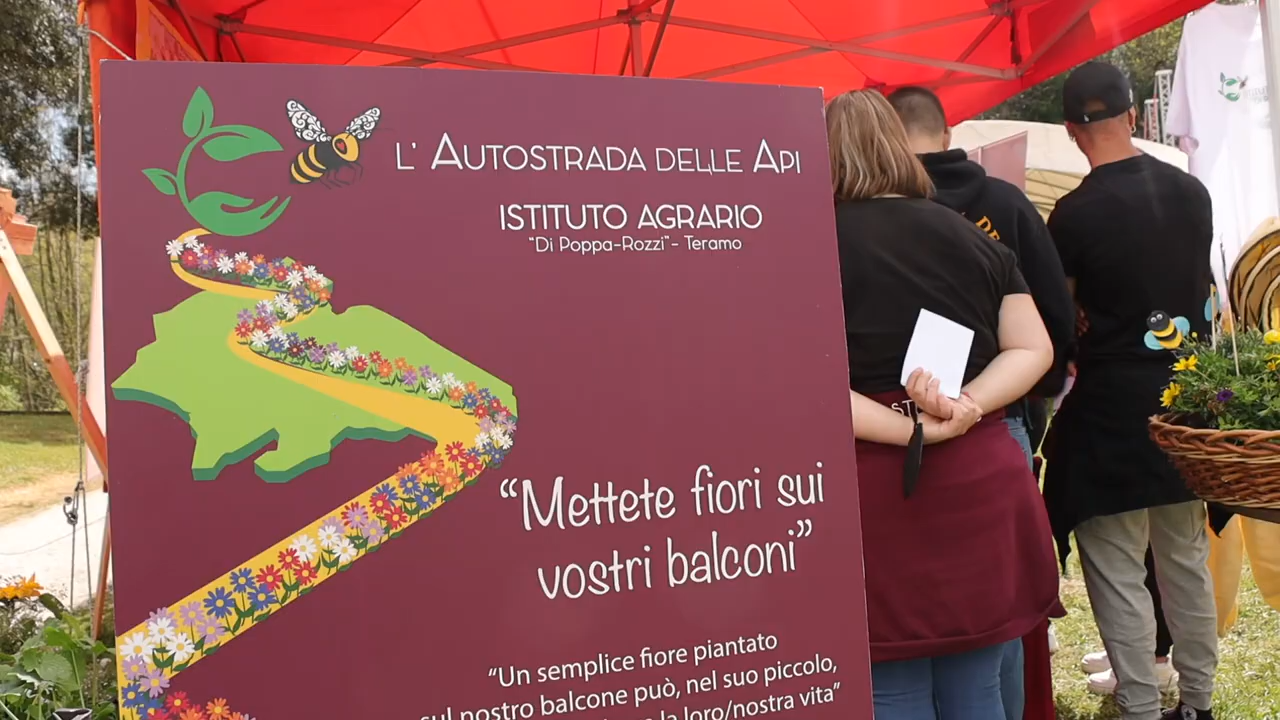 L' AUTOSTRADA DELLE API
ISTITUTO AGRARIO
"Di Poppa-Rozzi"- Teramo
"Mettete fiori sui
vostri balconi"
"Un semplice fiore piantato
sul nostro balcone può, nel suo piccolo,
la loro/nostra vita"